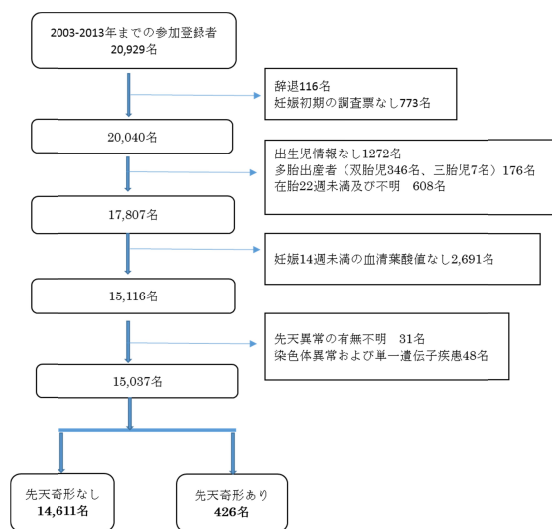 2003-2013年までの参加登録者
20,929名
辞退116名
妊娠初期の調査票なし773名
20,040名
出生児情報なし1272名
多胎出産者（双胎児346名、三胎児7名）176名
在胎22週未満及び不明 608名
17,807名
妊娠14週未満の血清葉酸値なし2,691名
15,116名
先天異常の有無不明 31名
染色体異常および単一遺伝子疾患48名
15,037名
先天奇形なし
14,611名
先天奇形あり
426名